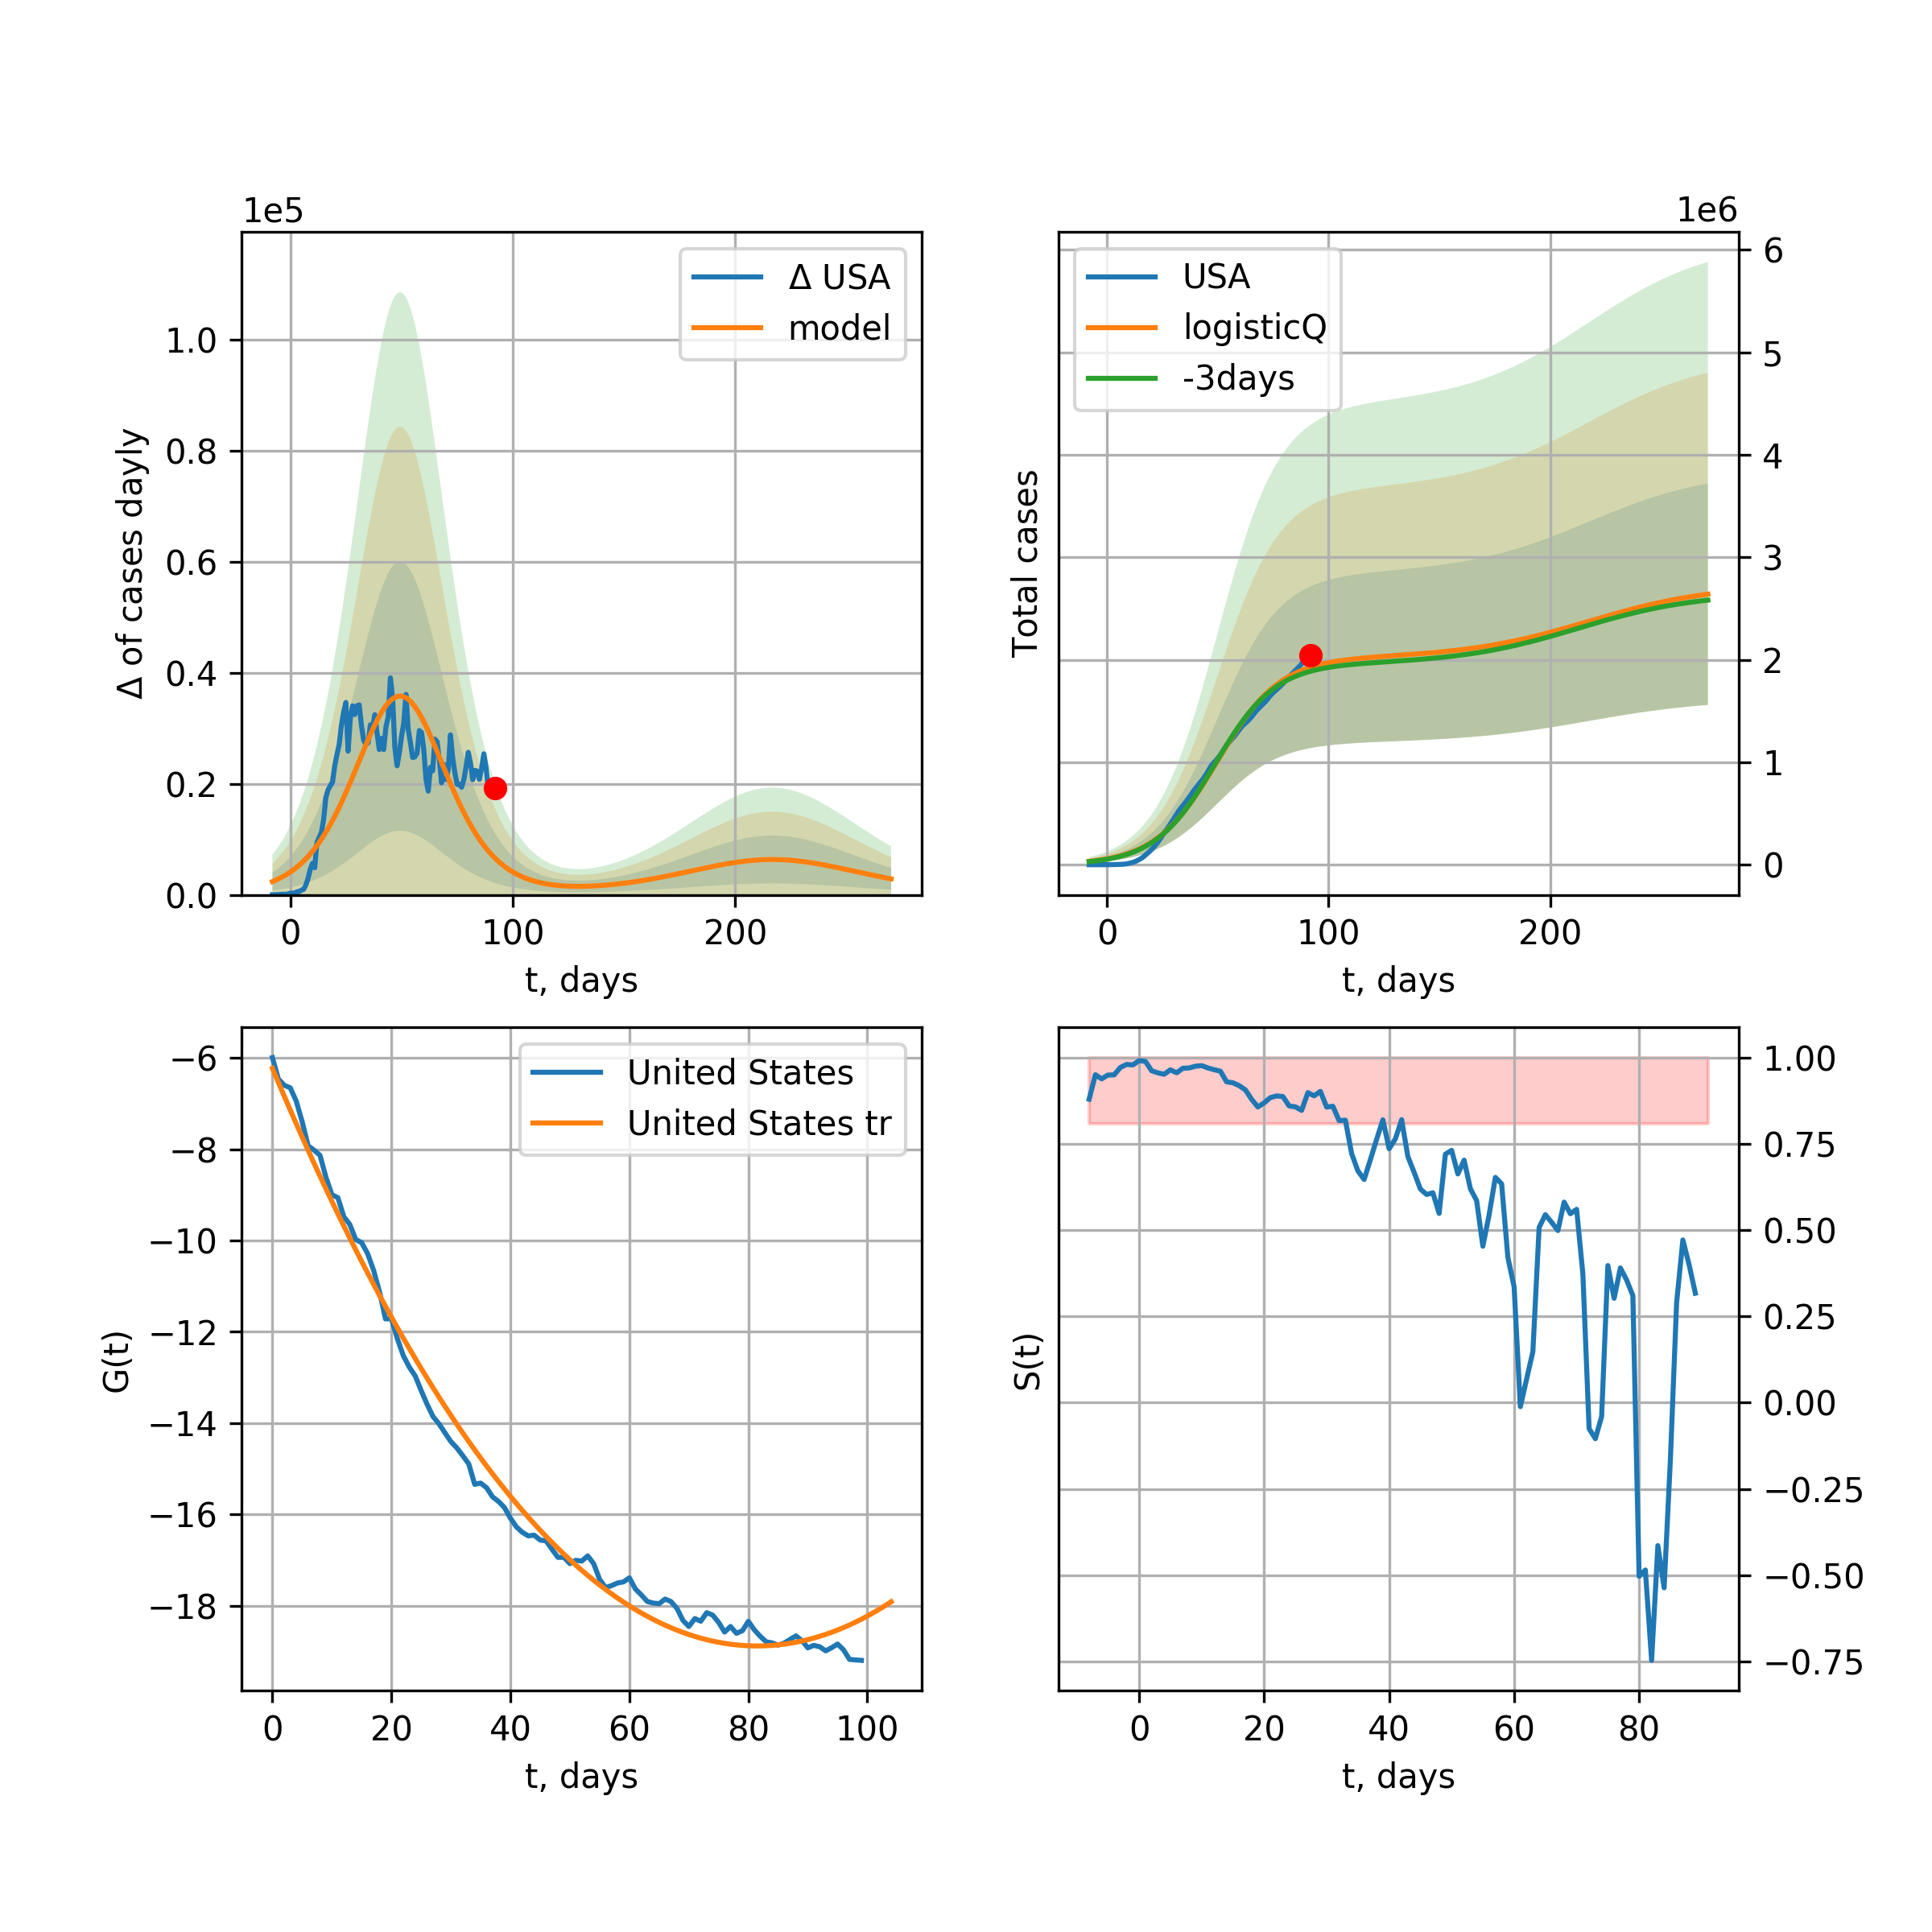 1e5
Δ of cases dayly
1.0
0.8
0.6
0.4
0.2
0.0
0 100 200
t, days
Δ USA
model
1e6
Total cases
6
5
4
3
2
1
0
0 100 200
t, days
USA
logisticQ
-3days
G(t)
−6
−8
−10
−12
−14
−16
−18
0 20 40 60 80 100
t, days
United States
United States tr
S(t)
1.00
0.75
0.50
0.25
0.00
−0.25
−0.50
−0.75
0 20 40 60 80
t, days